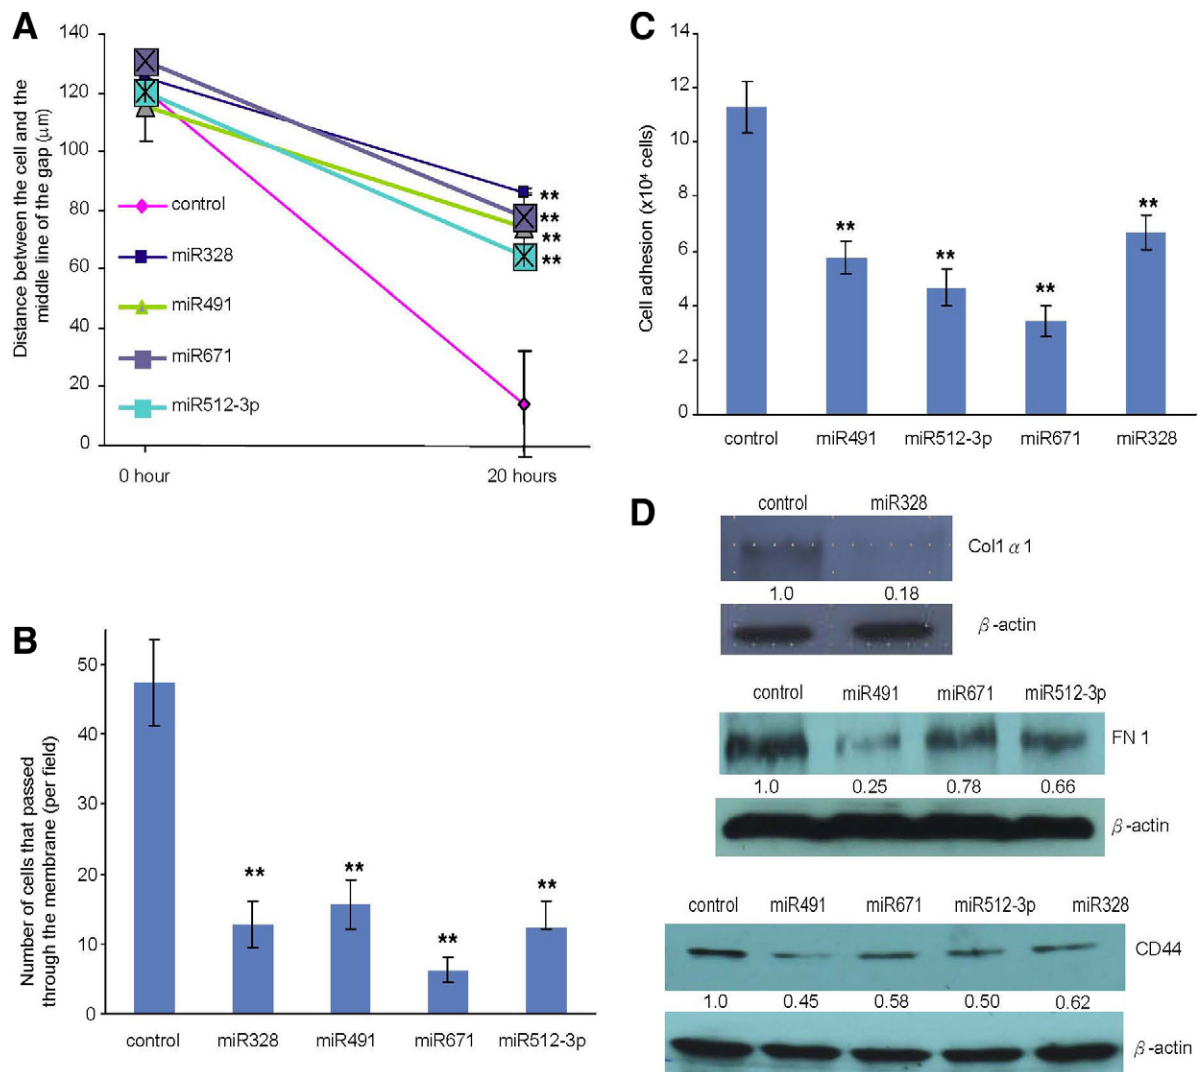 A
Distance between the cell and the
middle line of the gap (μm)
140
120
100
80
60
40
20
0
control
miR328
miR491
miR671
miR512-3p
**
**
**
**
0 hour
20 hours
B
Number of cells that passed
through the membrane (per field)
50
40
30
20
10
0
**
**
**
**
control
miR328
miR491
miR671
miR512-3p
C
Cell adhesion (x10⁴ cells)
14
12
10
8
6
4
2
0
**
**
**
**
control
miR491
miR512-3p
miR671
miR328
D
control
miR328
Col1 α 1
1.0
0.18
β-actin
control
miR491
miR671
miR512-3p
FN 1
1.0
0.25
0.78
0.66
β-actin
control
miR491
miR671
miR512-3p
miR328
CD44
1.0
0.45
0.58
0.50
0.62
β-actin